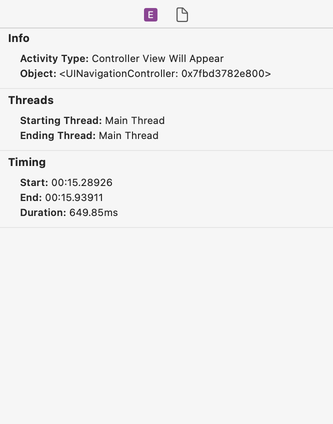 E
Info
Activity Type: Controller View Will Appear
Object: <UINavigationController: 0x7fbd3782e800>
Threads
Starting Thread: Main Thread
Ending Thread: Main Thread
Timing
Start: 00:15.28926
End: 00:15.93911
Duration: 649.85ms